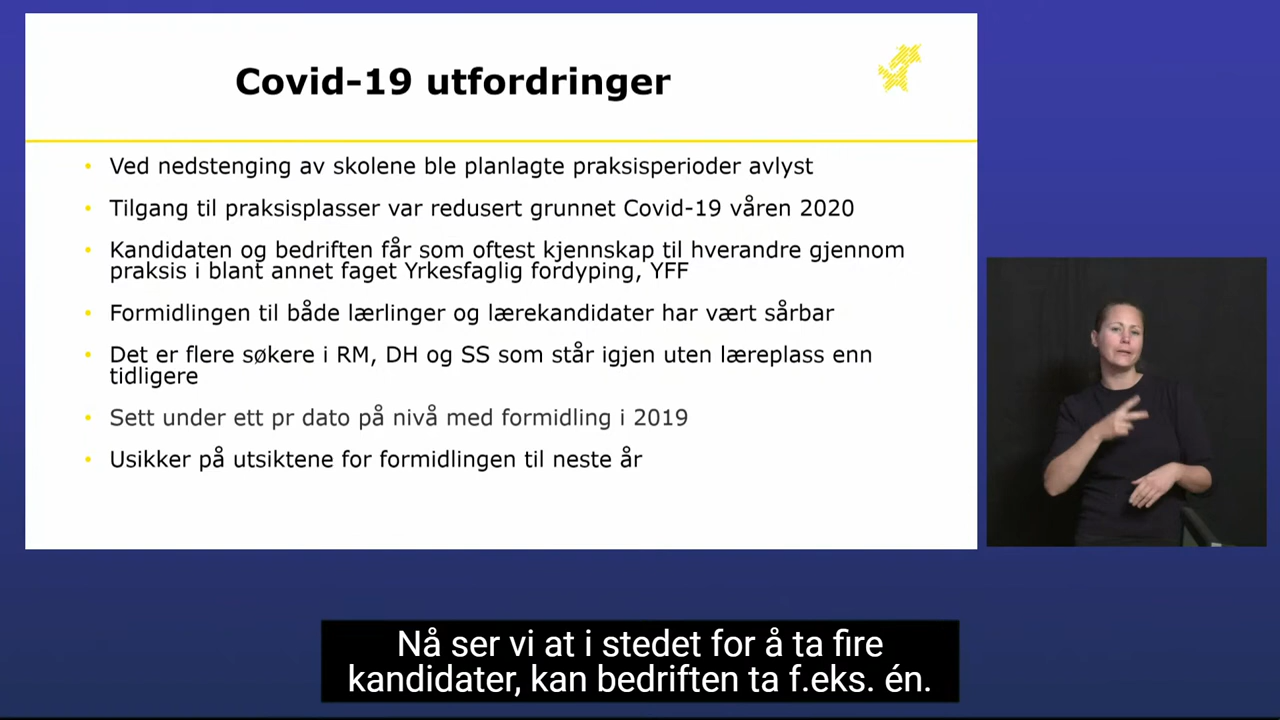 Covid-19 utfordringer
• Ved nedstenging av skolene ble planlagte praksisperioder avlyst
• Tilgang til praksisplasser var redusert grunnet Covid-19 våren 2020
• Kandidaten og bedriften får som oftest kjennskap til hverandre gjennom
praksis i blant annet faget Yrkesfaglig fordyping, YFF
• Formidlingen til både lærlinger og lærekandidater har vært sårbar
• Det er flere søkere i RM, DH og SS som står igjen uten læreplass enn
tidligere
• Sett under ett pr dato på nivå med formidling i 2019
• Usikker på utsiktene for formidlingen til neste år
Nå ser vi at i stedet for å ta fire
kandidater, kan bedriften ta f.eks. én.